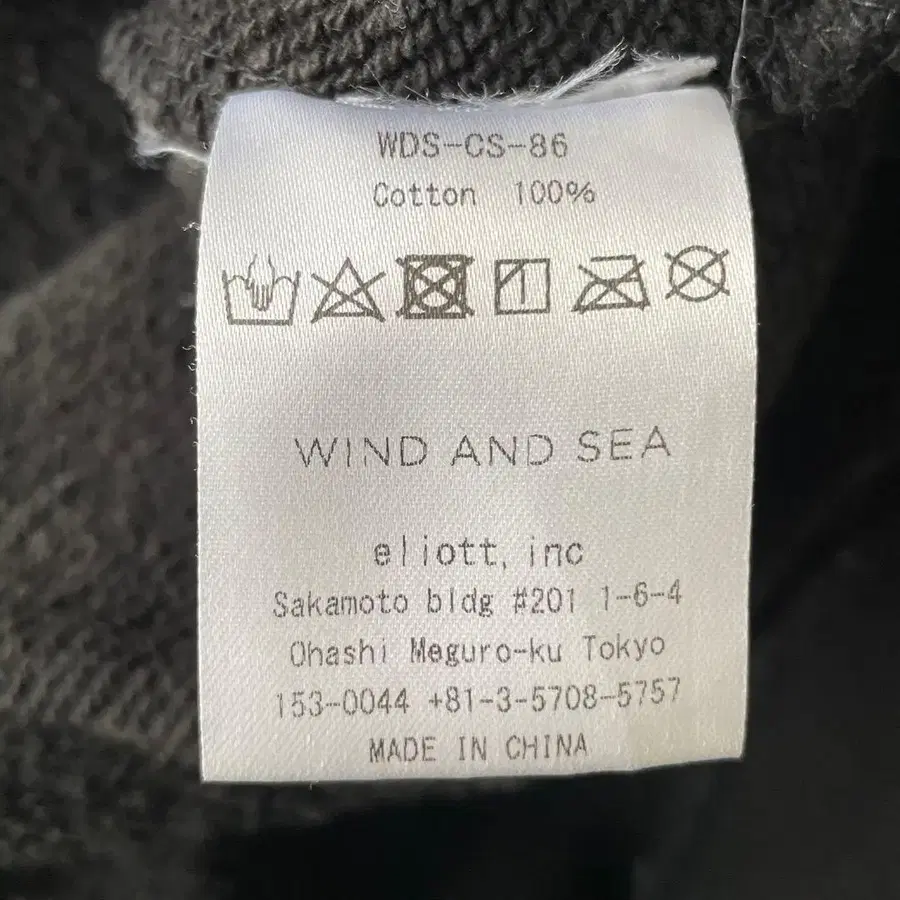 WDS-CS-86
Cotton 100%
WIND AND SEA
eliott, inc
Sakamoto bldg #201 1-6-4
Ohashi Meguro-ku Tokyo
153-0044 +81-3-5708-5757
MADE IN CHINA